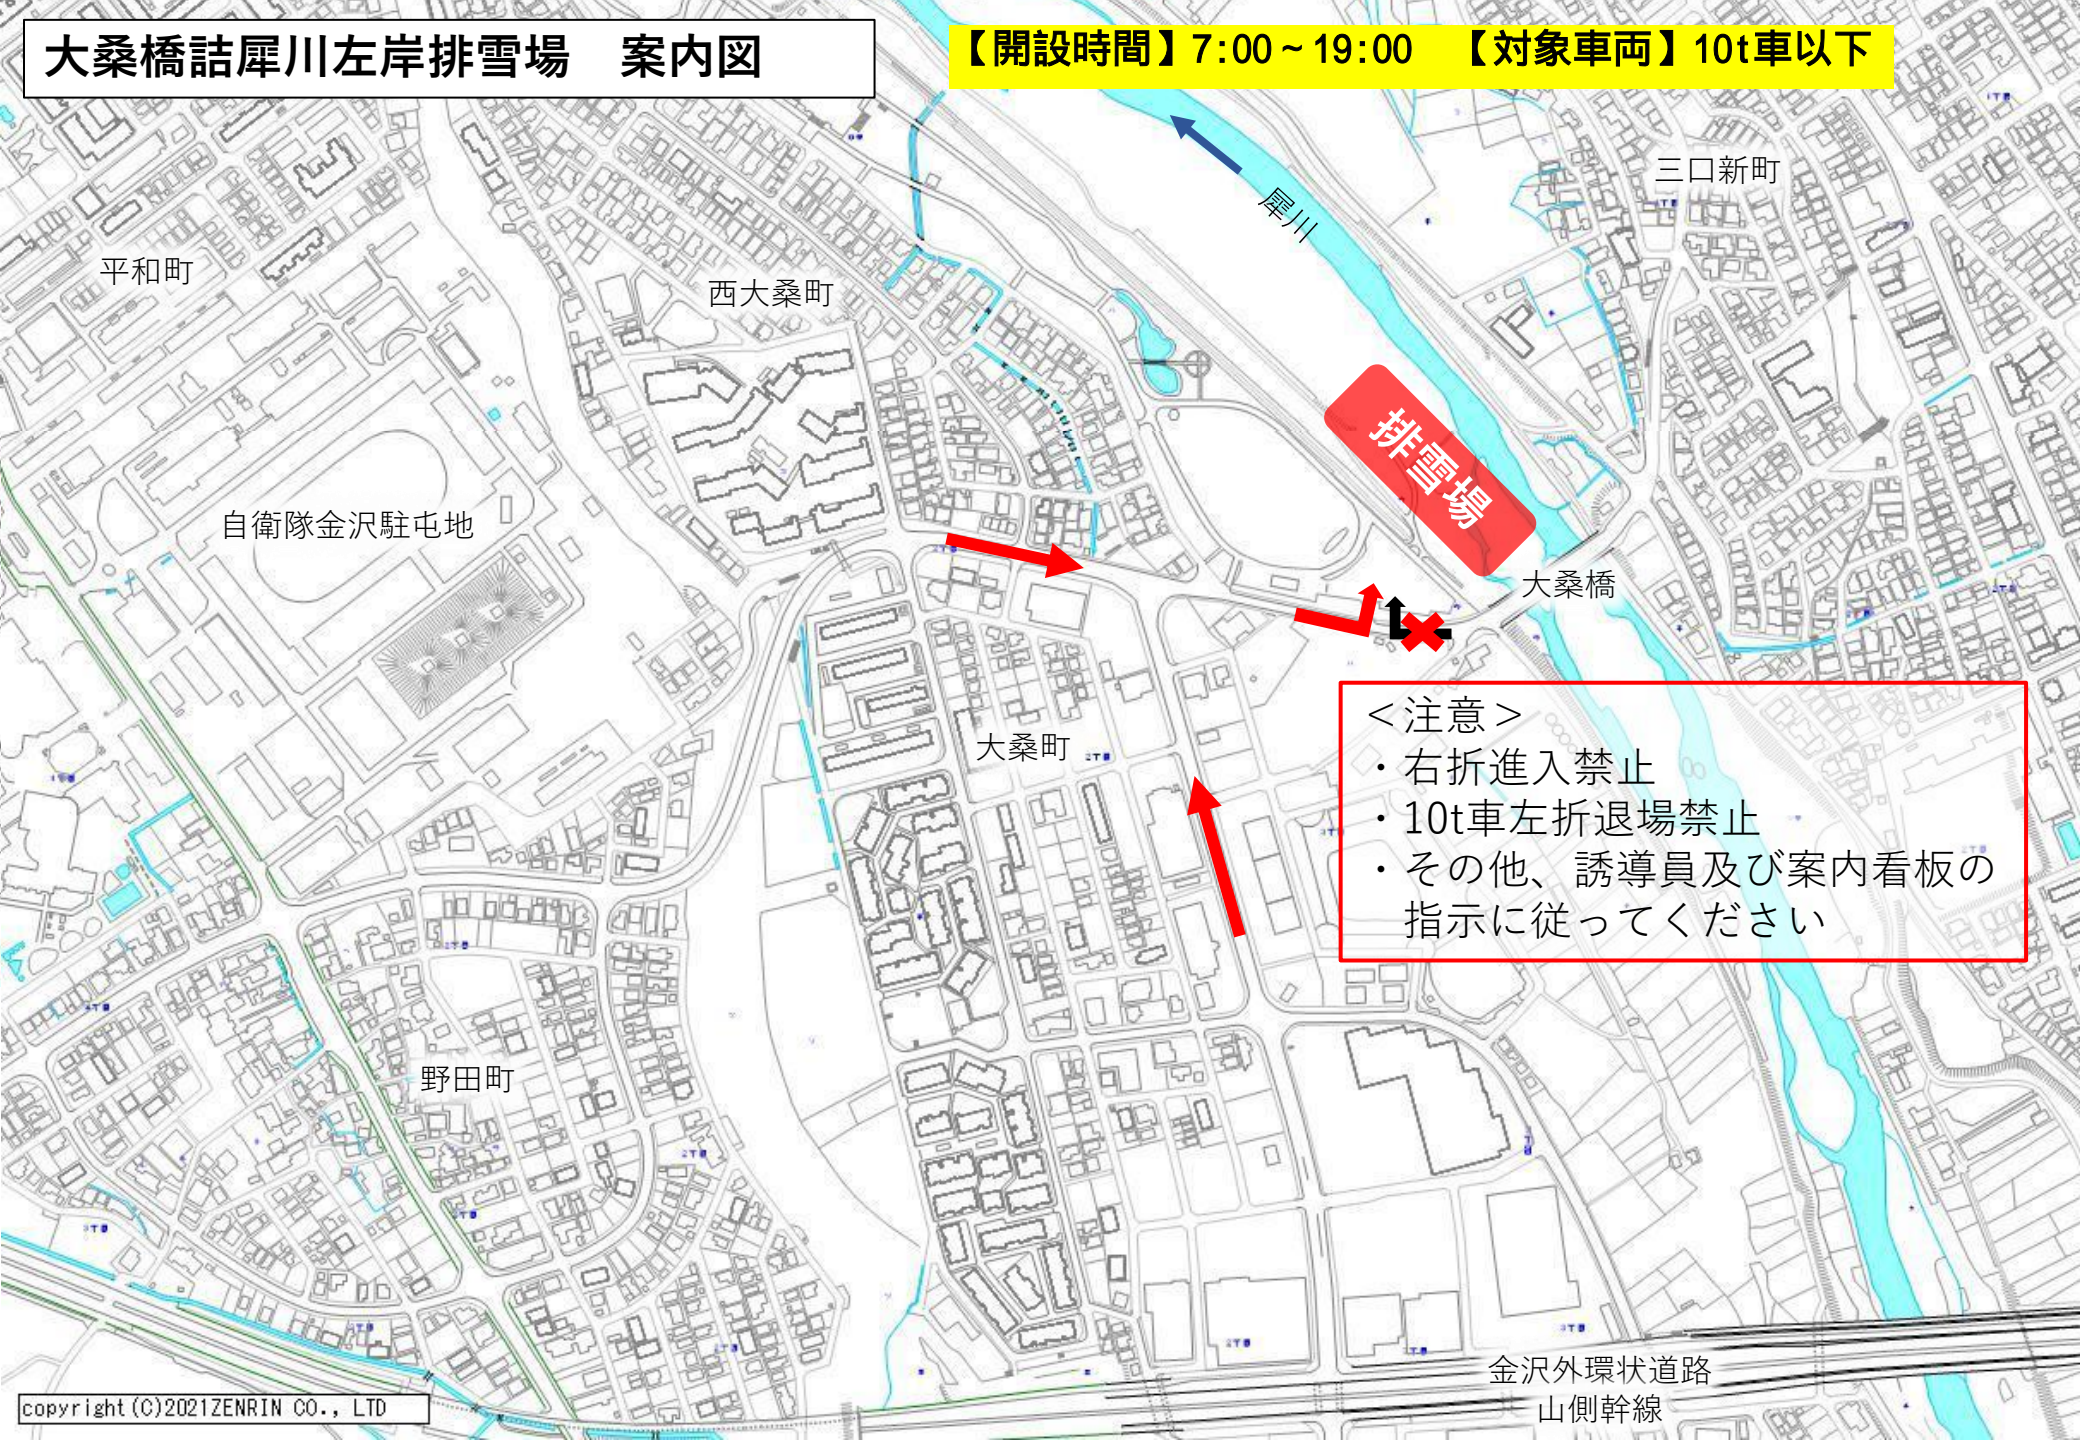 大桑橋詰犀川左岸排雪場　案内図
【開設時間】7:00～19:00　【対象車両】10t車以下
三口新町
犀川
平和町
西大桑町
排雪場
自衛隊金沢駐屯地
大桑橋
＜注意＞
・右折進入禁止
・10t車左折退場禁止
・その他、誘導員及び案内看板の
指示に従ってください
大桑町
野田町
金沢外環状道路
山側幹線
copyright(C)2021ZENRIN CO., LTD